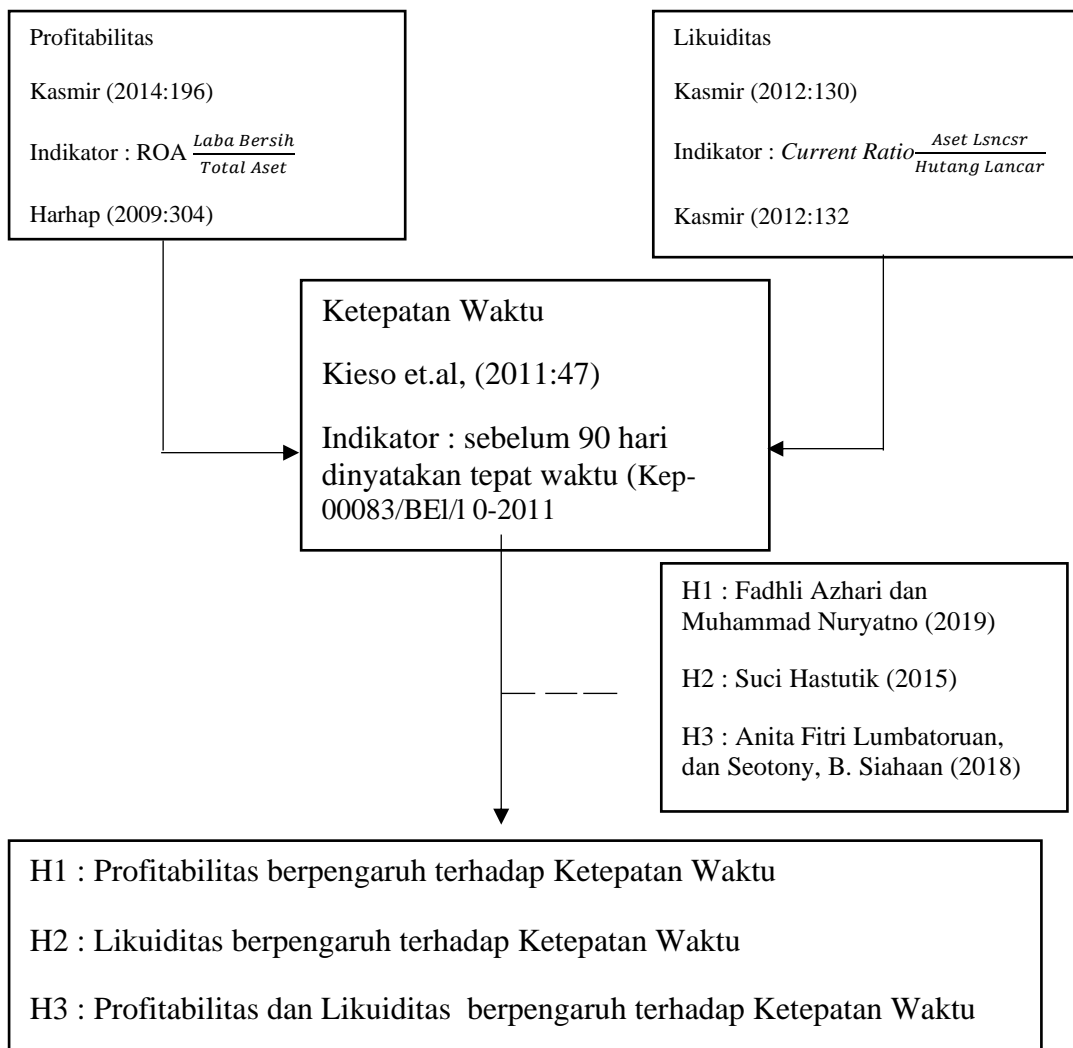 Profitabilitas
Kasmir (2014:196)
Indikator : ROA Laba Bersih / Total Aset
Harhap (2009:304)
Likuiditas
Kasmir (2012:130)
Indikator : Current Ratio Aset Lsncsr / Hutang Lancar
Kasmir (2012:132
Ketepatan Waktu
Kieso et.al, (2011:47)
Indikator : sebelum 90 hari
dinyatakan tepat waktu (Kep-
00083/BEl/l 0-2011
H1 : Fadhli Azhari dan
Muhammad Nuryatno (2019)
H2 : Suci Hastutik (2015)
H3 : Anita Fitri Lumbatoruan,
dan Seotony, B. Siahaan (2018)
H1 : Profitabilitas berpengaruh terhadap Ketepatan Waktu
H2 : Likuiditas berpengaruh terhadap Ketepatan Waktu
H3 : Profitabilitas dan Likuiditas  berpengaruh terhadap Ketepatan Waktu